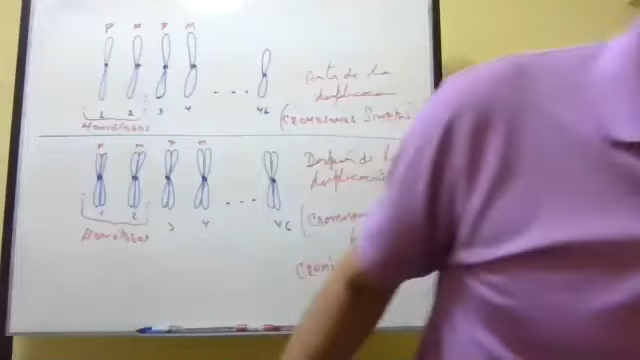 P M P M
1 2 3 4 ... 46
Homólogos
Antes de la
duplicación
(Cromosomas Simples)
P M P M
1 2 3 4 ... 46
Homólogos
Después de
duplicación